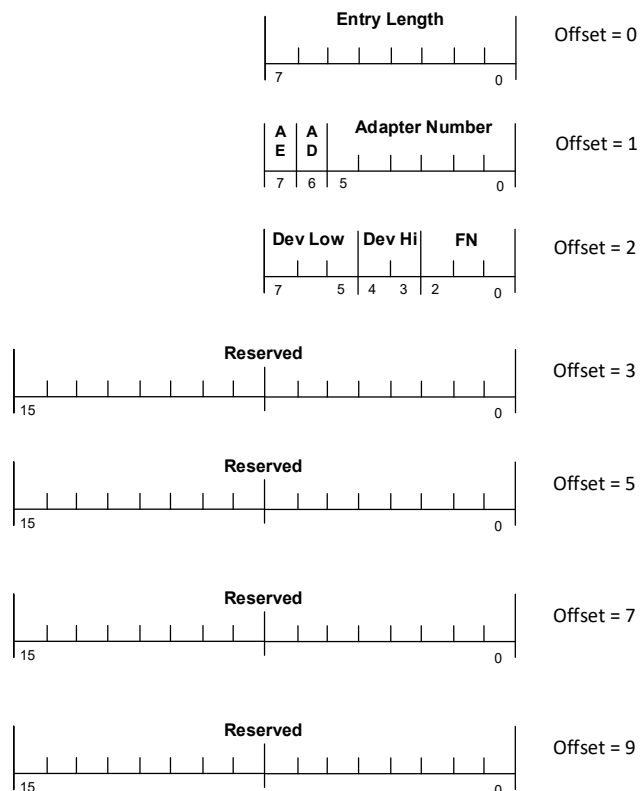 Entry Length
Offset = 0
7 0
A A Adapter Number
E D
Offset = 1
7 6 5 0
Dev Low Dev Hi FN
Offset = 2
7 5 4 3 2 0
Reserved
Offset = 3
15 0
Reserved
Offset = 5
15 0
Reserved
Offset = 7
15 0
Reserved
Offset = 9
15 0